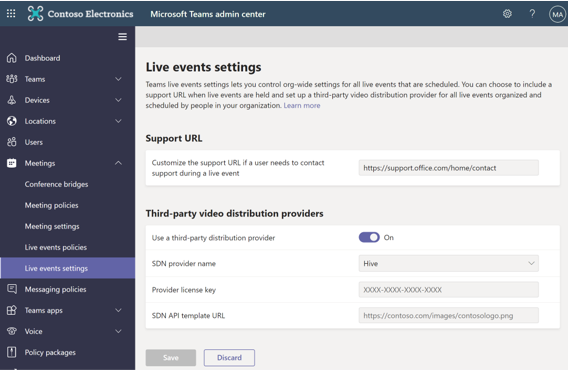 Contoso Electronics
Microsoft Teams admin center
?
MA
Dashboard
Teams
Devices
Locations
Users
Meetings
Conference bridges
Meeting policies
Meeting settings
Live events policies
Live events settings
Messaging policies
Teams apps
Voice
Policy packages
Live events settings
Teams live events settings lets you control org-wide settings for all live events that are scheduled. You can choose to include a
support URL when live events are held and set up a third-party video distribution provider for all live events organized and
scheduled by people in your organization. Learn more
Support URL
Customize the support URL if a user needs to contact
support during a live event
https://support.office.com/home/contact
Third-party video distribution providers
Use a third-party distribution provider
On
SDN provider name
Hive
Provider license key
XXXX-XXXX-XXXX-XXXX
SDN API template URL
https://contoso.com/images/contosologo.png
Save
Discard